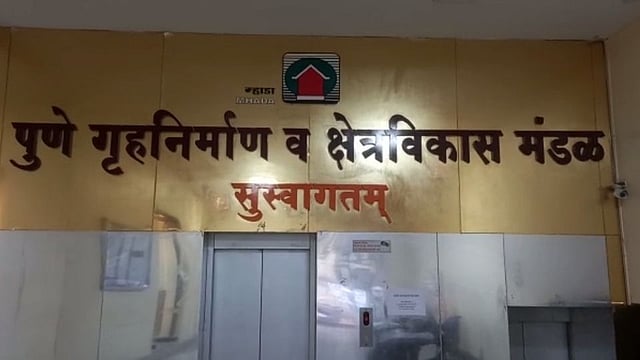 म्हाडा
MHADA
पुणे गृहनिर्माण व क्षेत्रविकास मंडळ
सुस्वागतम्